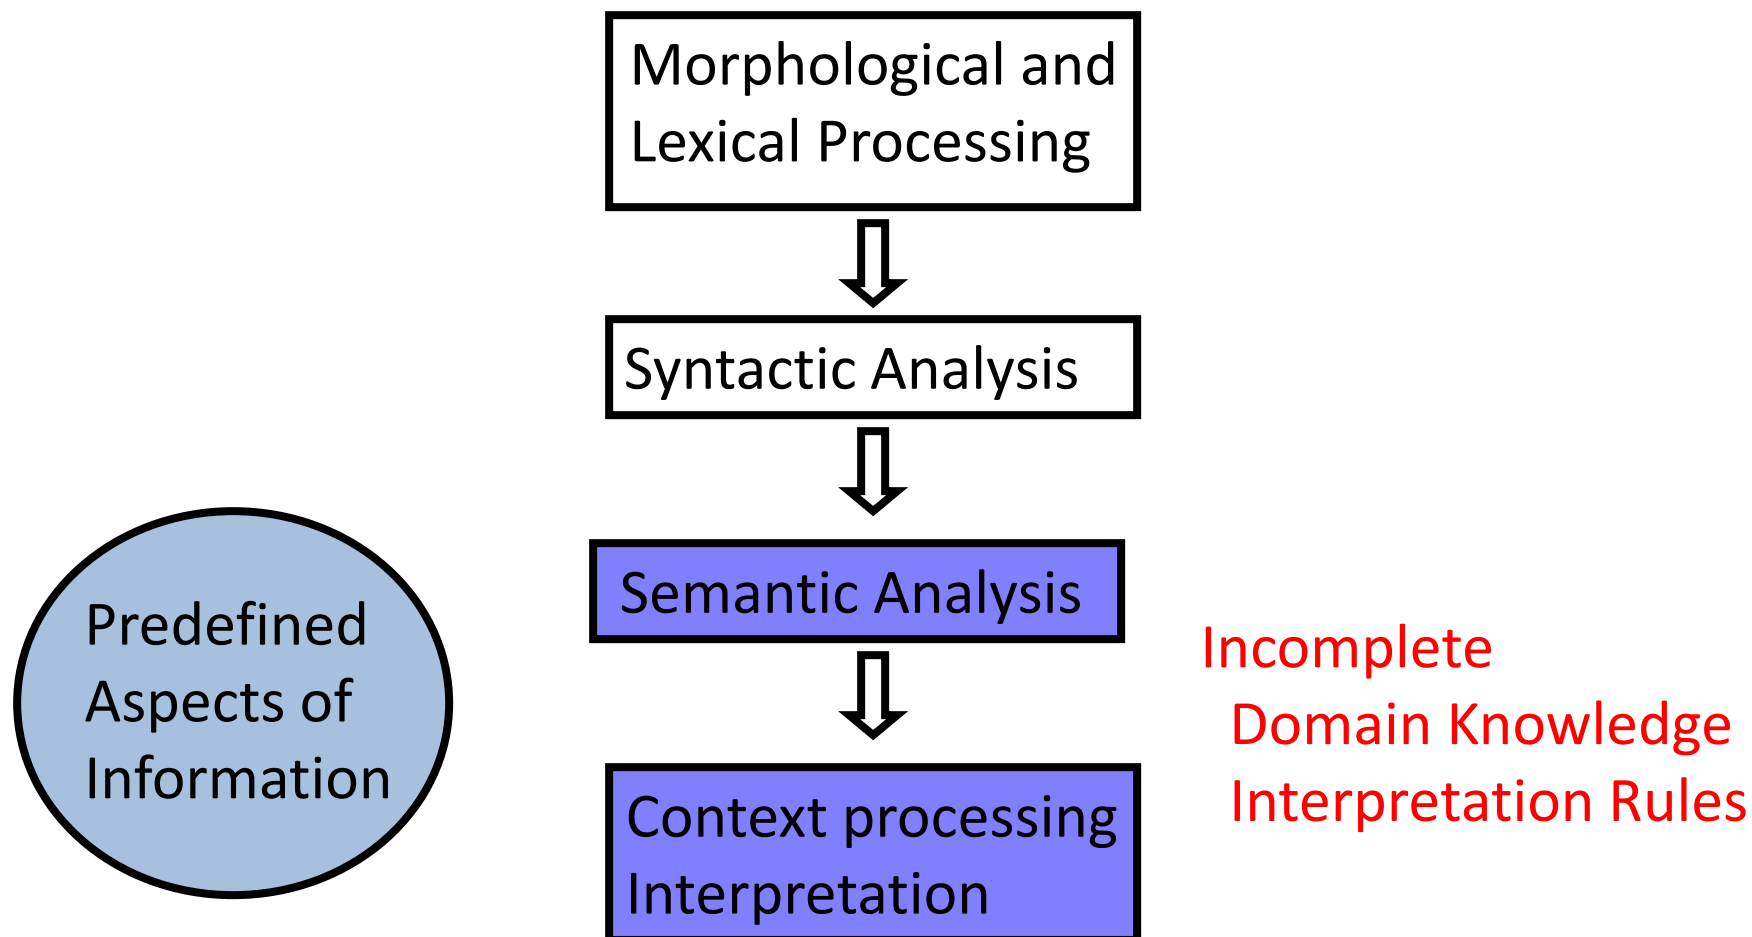 Morphological and
Lexical Processing
Syntactic Analysis
Semantic Analysis
Context processing
Interpretation
Predefined
Aspects of
Information
Incomplete
Domain Knowledge
Interpretation Rules